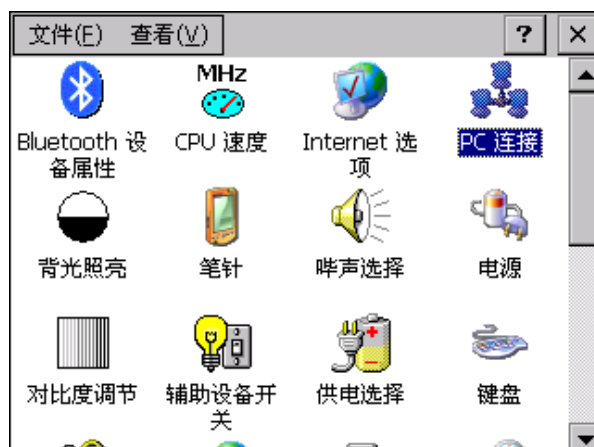 文件(F) 查看(V) ? ×
MHz
Bluetooth 设
备属性
CPU 速度
Internet 选
项
PC 连接
背光照亮
笔针
哗声选择
电源
对比度调节
辅助设备开
关
供电选择
键盘